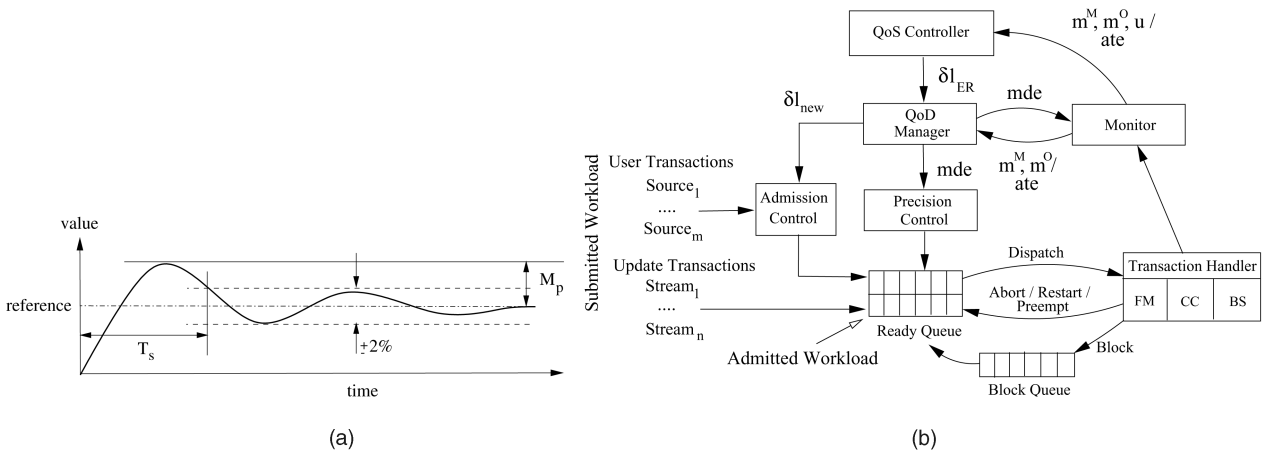 value
reference
M_p
T_s
±2%
time
(a)
QoS Controller
m^M, m^O, u /
ate
δl_ER
δl_new
mde
QoD
Manager
Monitor
m^M, m^O/
ate
mde
Submitted Workload
User Transactions
Source_1
....
Source_m
Admission
Control
Precision
Control
Update Transactions
Stream_1
....
Stream_n
Dispatch
Transaction Handler
FM CC BS
Abort / Restart /
Preempt
Ready Queue
Admitted Workload
Block
Block Queue
(b)